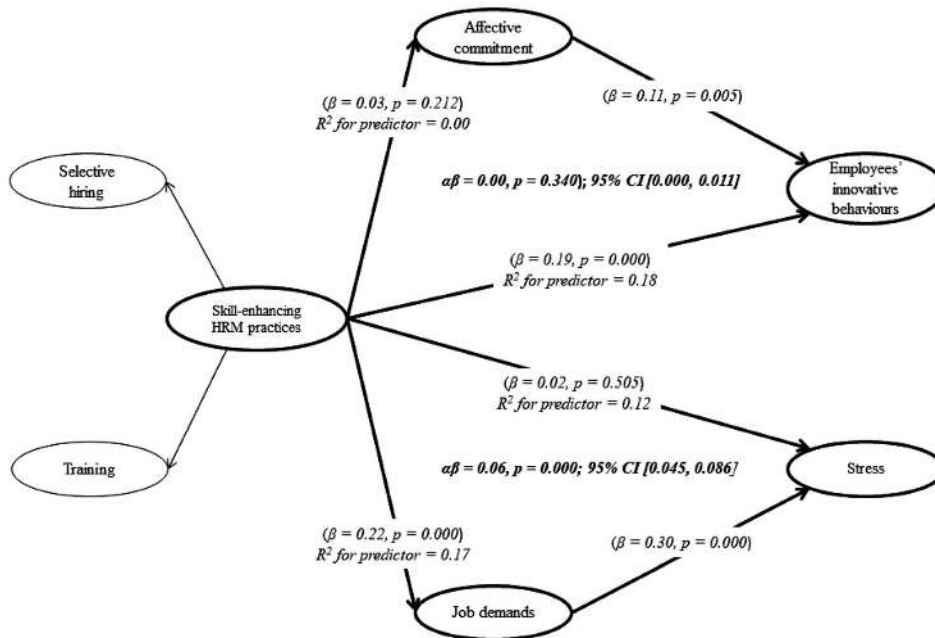 Affective
commitment
(β = 0.03, p = 0.212)
R² for predictor = 0.00
(β = 0.11, p = 0.005)
Selective
hiring
αβ = 0.00, p = 0.340); 95% CI [0.000, 0.011]
Employees'
innovative
behaviours
(β = 0.19, p = 0.000)
R² for predictor = 0.18
Skill-enhancing
HRM practices
(β = 0.02, p = 0.505)
R² for predictor = 0.12
Training
αβ = 0.06, p = 0.000; 95% CI [0.045, 0.086]
Stress
(β = 0.22, p = 0.000)
R² for predictor = 0.17
(β = 0.30, p = 0.000)
Job demands